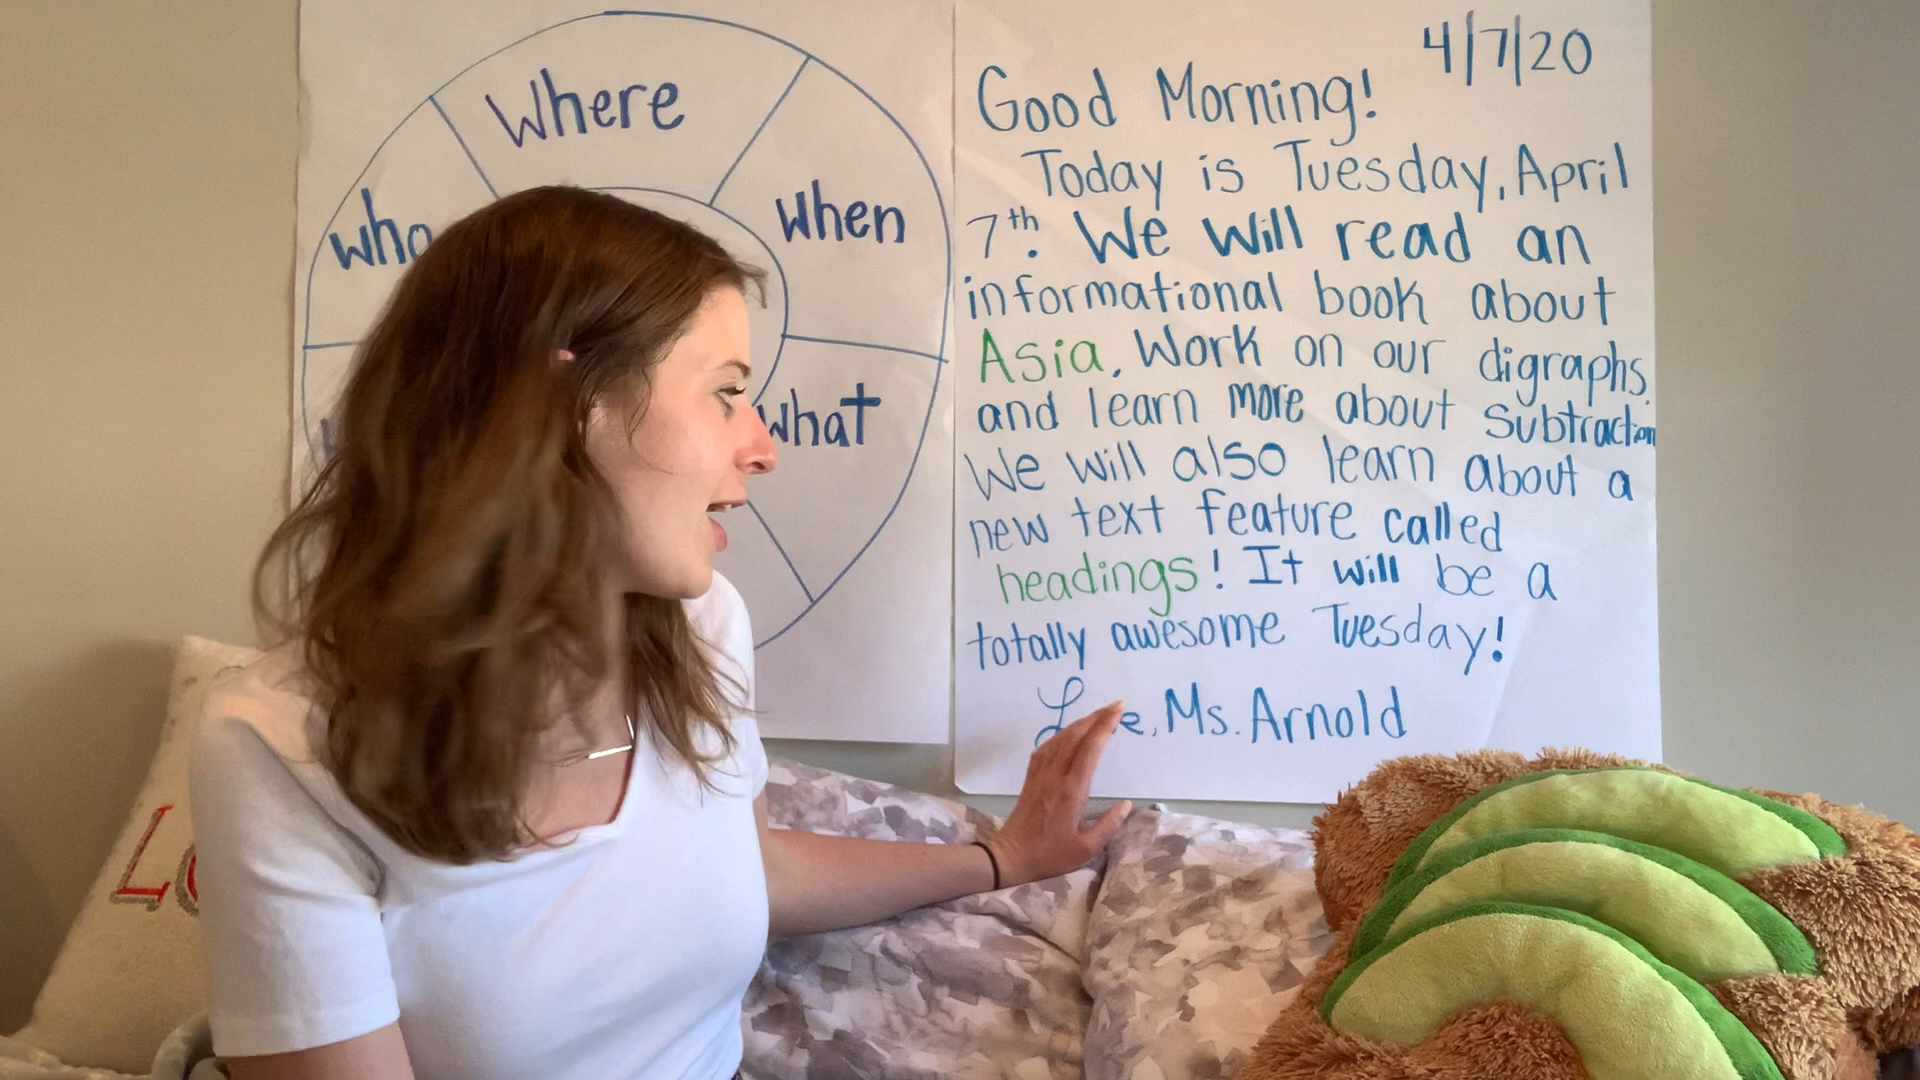 Where
who
when
what
4/7/20
Good Morning!
Today is Tuesday, April
7th. We will read an
informational book about
Asia, Work on our digraphs,
and learn more about Subtraction
We will also learn about a
new text feature called
headings! It will be a
totally awesome Tuesday!
Ms. Arnold